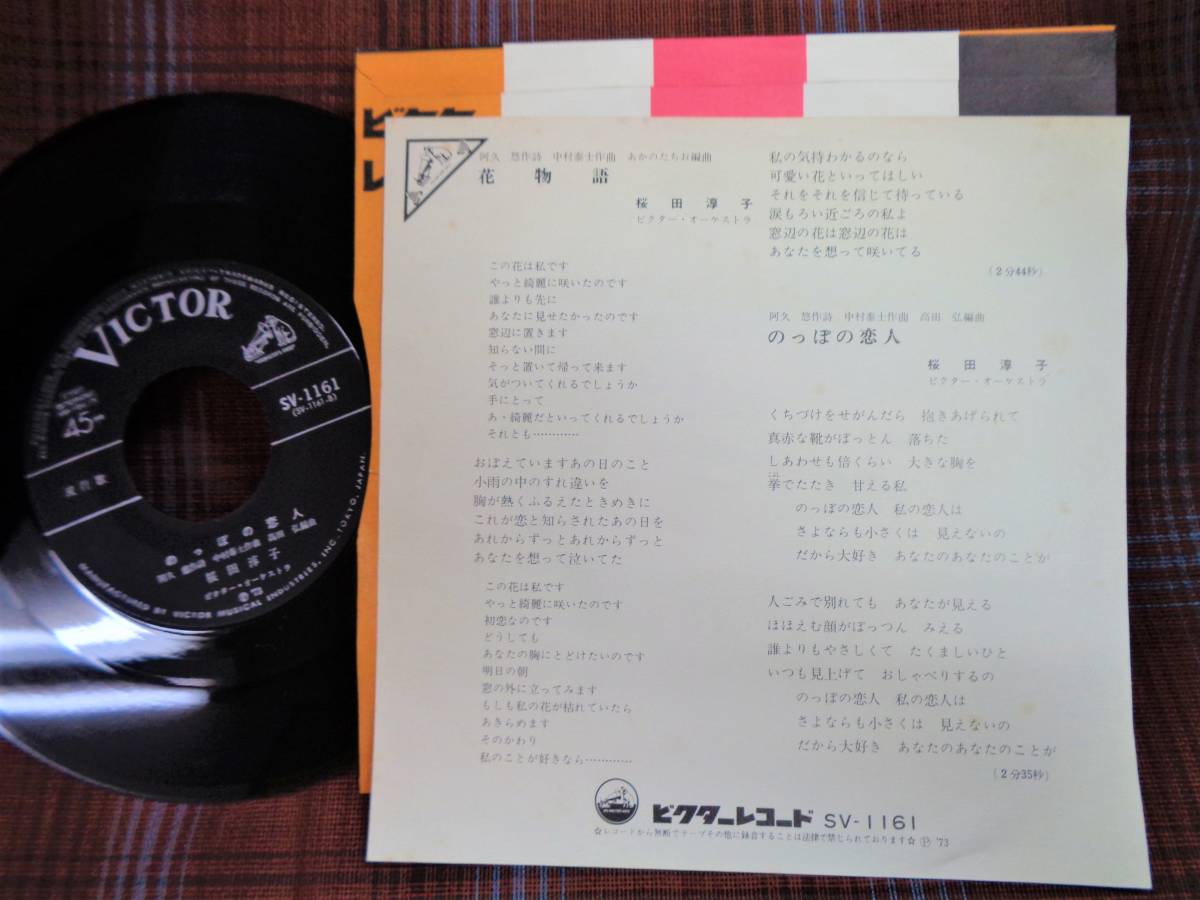 ビクター
レ
阿久 悠作詩 中村泰士作曲 あかのたちお編曲
花物語
桜田淳子
ビクター・オーケストラ
この花は私です
やっと綺麗に咲いたのです
誰よりも先に
あなたに見せたかったのです
窓辺に置きます
知らない間に
そっと置いて帰って来ます
気がついてくれるでしょうか
手にとって
あ・綺麗だといってくれるでしょうか
それとも…………
おぼえていますあの日のこと
小雨の中のすれ違いを
胸が熱くふるえたときめきに
これが恋と知らされたあの日を
あれからずっとあれからずっと
あなたを想って泣いてた
この花は私です
やっと綺麗に咲いたのです
初恋なのです
どうしても
あなたの胸にとどけたいのです
明日の朝
窓の外に立ってみます
もしも私の花が枯れていたら
あきらめます
そのかわり
私のことが好きなら…………
私の気持わかるのなら
可愛い花といってほしい
それをそれを信じて待っている
涙もろい近ごろの私よ
窓辺の花は窓辺の花は
あなたを想って咲いてる
(2分44秒)
阿久 悠作詩 中村泰士作曲 高田 弘編曲
のっぽの恋人
桜田淳子
ビクター・オーケストラ
くちづけをせがんだら 抱きあげられて
真赤な靴がぽっとん 落ちた
しあわせも倍くらい 大きな胸を
挙でたたき 甘える私
のっぽの恋人 私の恋人は
さよならも小さくは 見えないの
だから大好き あなたのあなたのことが
人ごみで別れても あなたが見える
ほほえむ顔がぽっつん みえる
誰よりもやさしくて たくましいひと
いつも見上げて おしゃべりするの
のっぽの恋人 私の恋人は
さよならも小さくは 見えないの
だから大好き あなたのあなたのことが
(2分35秒)
ビクターレコード SV-1161
☆レコードから無断でテープその他に録音することは法律で禁じられております☆ Ⓟ '73
VICTOR
SV-1161
(SV-1161-B)
45
流行歌
のっぽの恋人
阿久 悠作詩 中村泰士作曲 高田 弘編曲
桜田淳子
ビクター・オーケストラ
Ⓟ '73
MANUFACTURED BY VICTOR MUSICAL INDUSTRIES, INC. TOKYO, JAPAN.